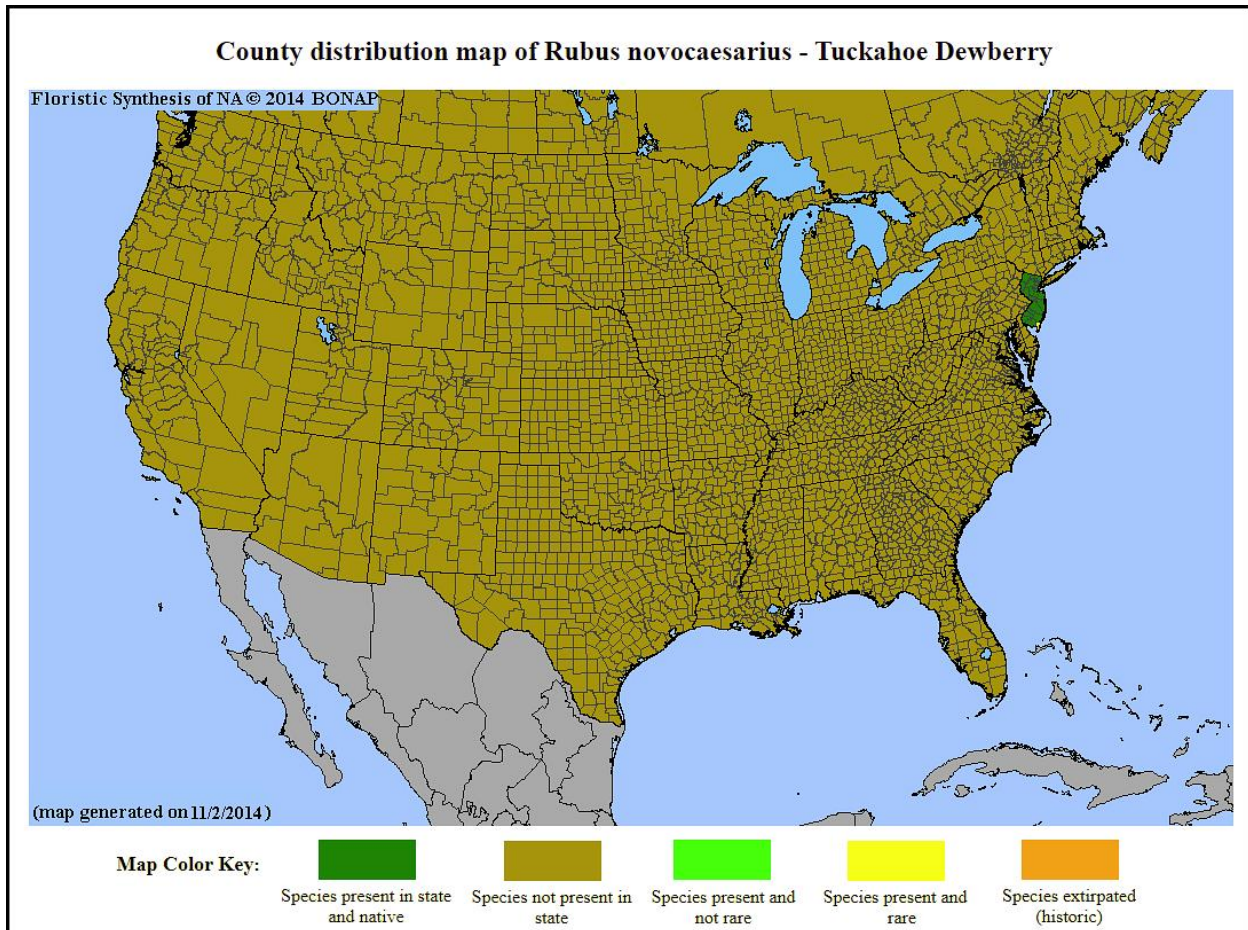 County distribution map of Rubus novocaesarius - Tuckahoe Dewberry
Floristic Synthesis of NA © 2014 BONAP
(map generated on 11/2/2014)
Map Color Key:
Species present in state
and native
Species not present in
state
Species present and
not rare
Species present and
rare
Species extirpated
(historic)